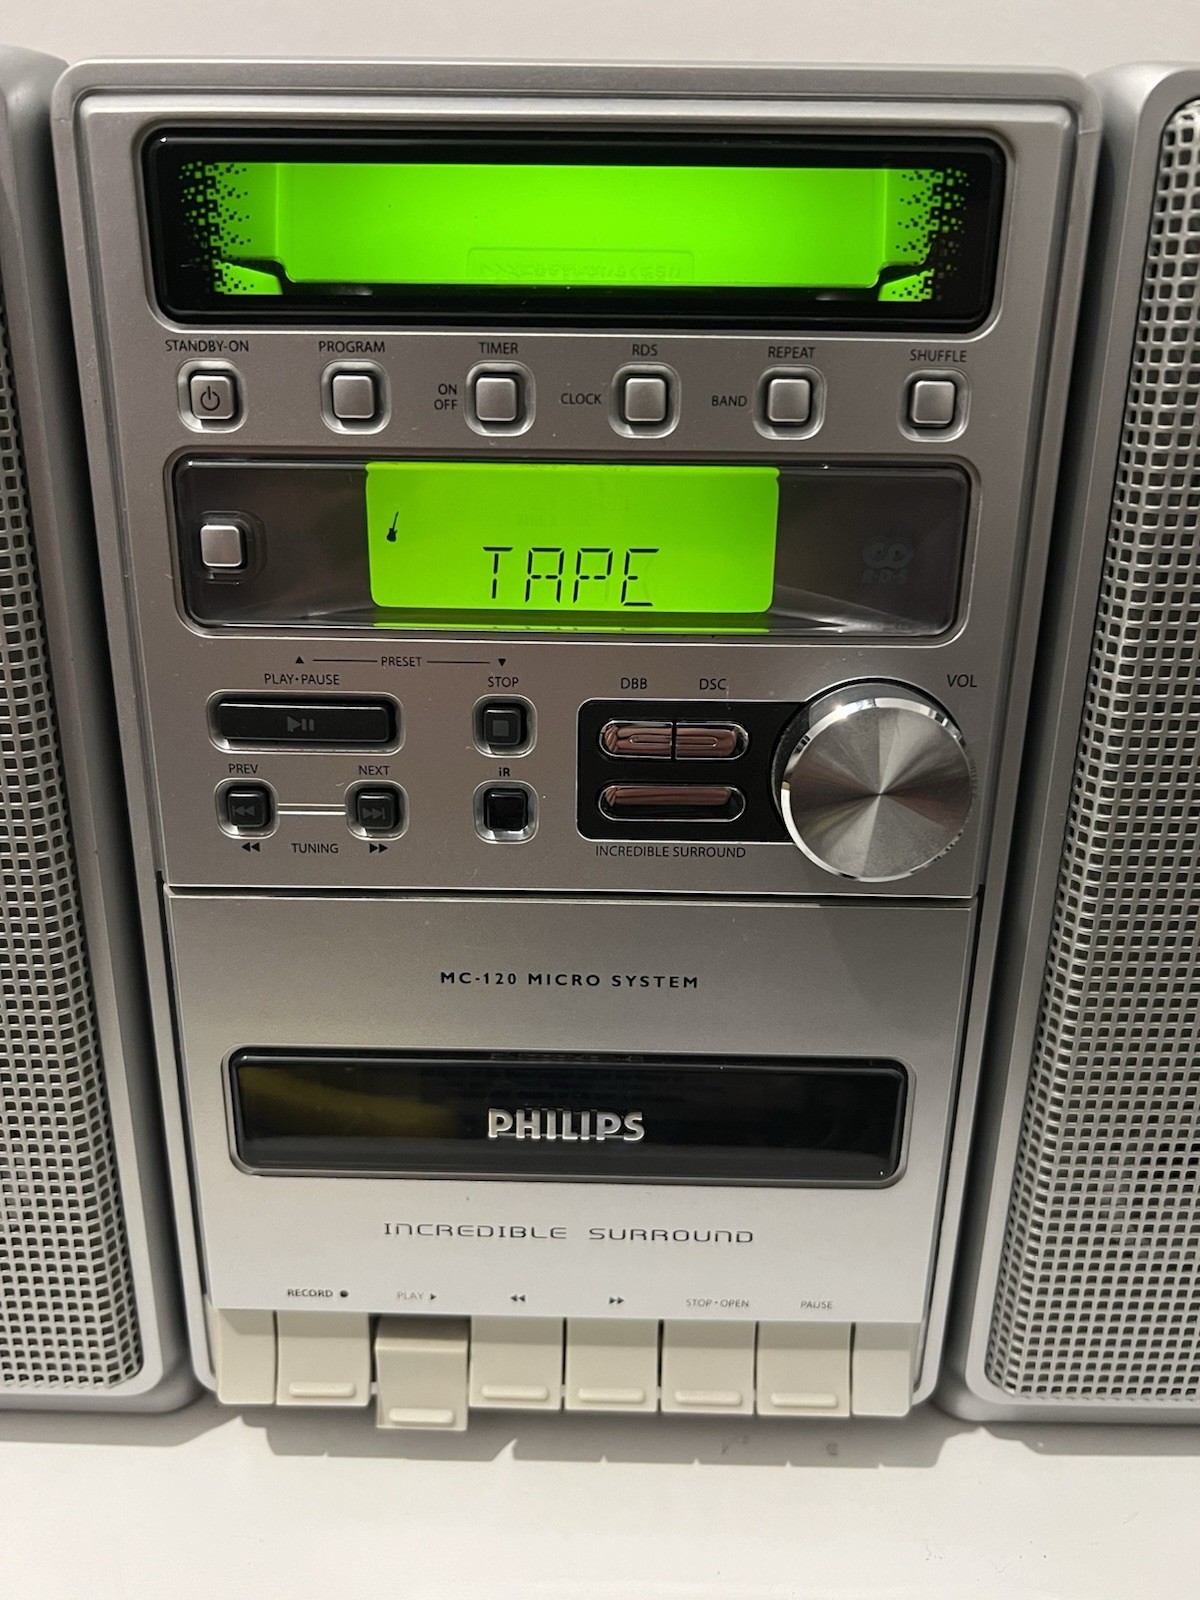 STANDBY-ON PROGRAM TIMER RDS REPEAT SHUFFLE
ON
OFF
CLOCK BAND
TAPE
R·D·S
▲ PRESET ▼
PLAY•PAUSE STOP DBB DSC VOL
PREV NEXT iR
◀◀ TUNING ▶▶ INCREDIBLE SURROUND
MC-120 MICRO SYSTEM
PHILIPS
INCREDIBLE SURROUND
RECORD ● PLAY ▶ ◀◀ ▶▶ STOP•OPEN PAUSE